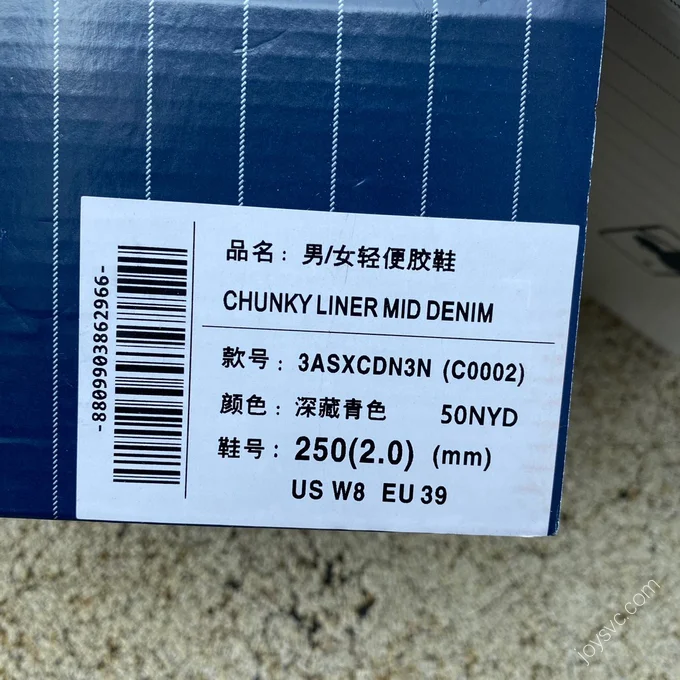 品名：男/女轻便胶鞋
CHUNKY LINER MID DENIM
款号：3ASXCDN3N (C0002)
颜色：深藏青色 50NYD
鞋号：250(2.0) (mm)
US W8 EU 39
-8809903862966-
joysvc.com